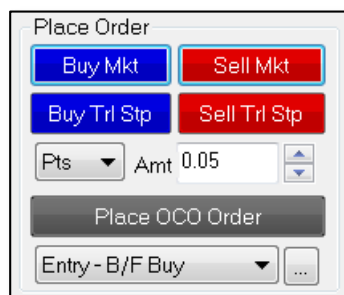 Place Order
Buy Mkt Sell Mkt
Buy Trl Stp Sell Trl Stp
Pts Amt 0.05
Place OCO Order
Entry - B/F Buy ...